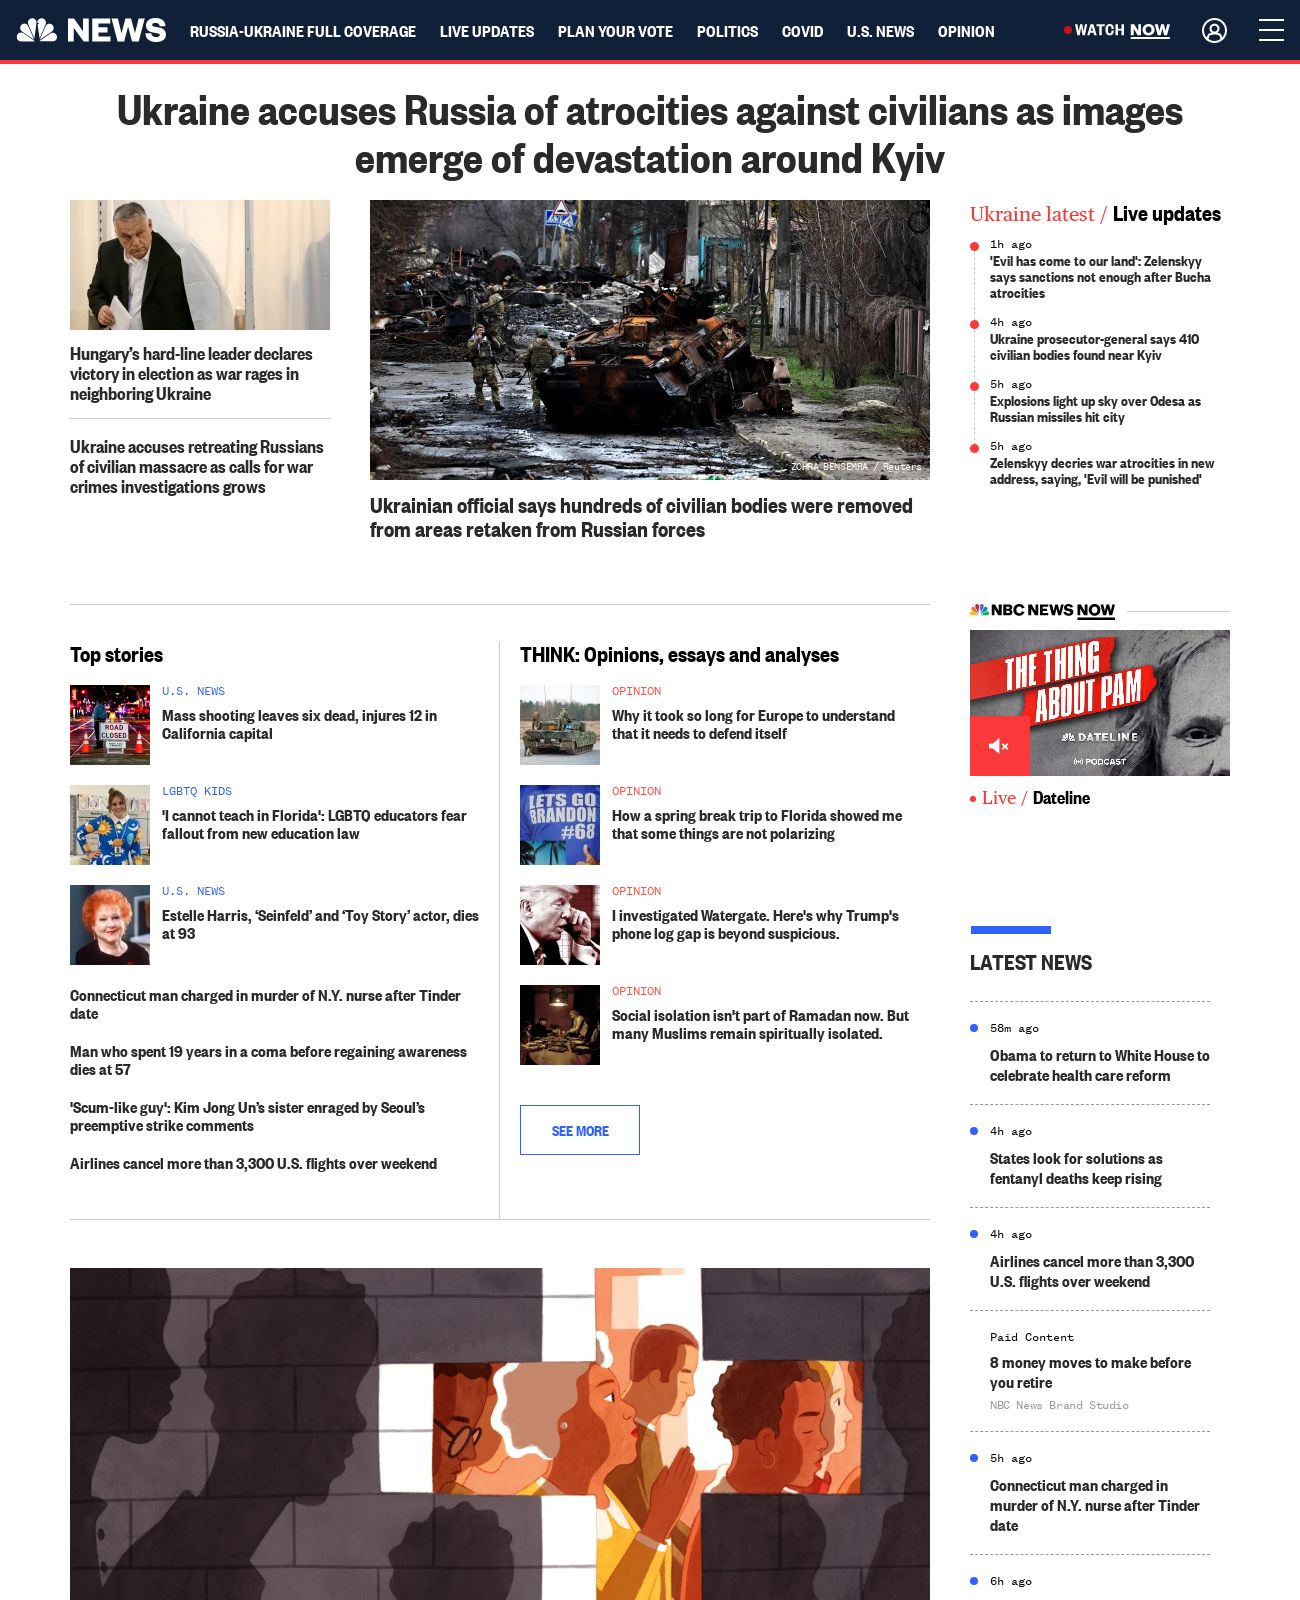 NEWS
RUSSIA-UKRAINE FULL COVERAGE
LIVE UPDATES
PLAN YOUR VOTE
POLITICS
COVID
U.S. NEWS
OPINION
WATCH NOW
Ukraine accuses Russia of atrocities against civilians as images
emerge of devastation around Kyiv
Hungary’s hard-line leader declares
victory in election as war rages in
neighboring Ukraine
Ukraine accuses retreating Russians
of civilian massacre as calls for war
crimes investigations grows
ZOHRA BENSEMRA / Reuters
Ukrainian official says hundreds of civilian bodies were removed
from areas retaken from Russian forces
Ukraine latest / Live updates
1h ago
'Evil has come to our land': Zelenskyy
says sanctions not enough after Bucha
atrocities
4h ago
Ukraine prosecutor-general says 410
civilian bodies found near Kyiv
5h ago
Explosions light up sky over Odesa as
Russian missiles hit city
5h ago
Zelenskyy decries war atrocities in new
address, saying, 'Evil will be punished'
Top stories
ROAD
CLOSED
U.S. NEWS
Mass shooting leaves six dead, injures 12 in
California capital
LGBTQ KIDS
'I cannot teach in Florida': LGBTQ educators fear
fallout from new education law
U.S. NEWS
Estelle Harris, ‘Seinfeld’ and ‘Toy Story’ actor, dies
at 93
Connecticut man charged in murder of N.Y. nurse after Tinder
date
Man who spent 19 years in a coma before regaining awareness
dies at 57
'Scum-like guy': Kim Jong Un’s sister enraged by Seoul’s
preemptive strike comments
Airlines cancel more than 3,300 U.S. flights over weekend
THINK: Opinions, essays and analyses
OPINION
Why it took so long for Europe to understand
that it needs to defend itself
LETS GO
BRANDON
#68
OPINION
How a spring break trip to Florida showed me
that some things are not polarizing
OPINION
I investigated Watergate. Here's why Trump's
phone log gap is beyond suspicious.
OPINION
Social isolation isn't part of Ramadan now. But
many Muslims remain spiritually isolated.
SEE MORE
NBC NEWS NOW
THE THING
ABOUT PAM
DATELINE
PODCAST
Live / Dateline
LATEST NEWS
58m ago
Obama to return to White House to
celebrate health care reform
4h ago
States look for solutions as
fentanyl deaths keep rising
4h ago
Airlines cancel more than 3,300
U.S. flights over weekend
Paid Content
8 money moves to make before
you retire
NBC News Brand Studio
5h ago
Connecticut man charged in
murder of N.Y. nurse after Tinder
date
6h ago